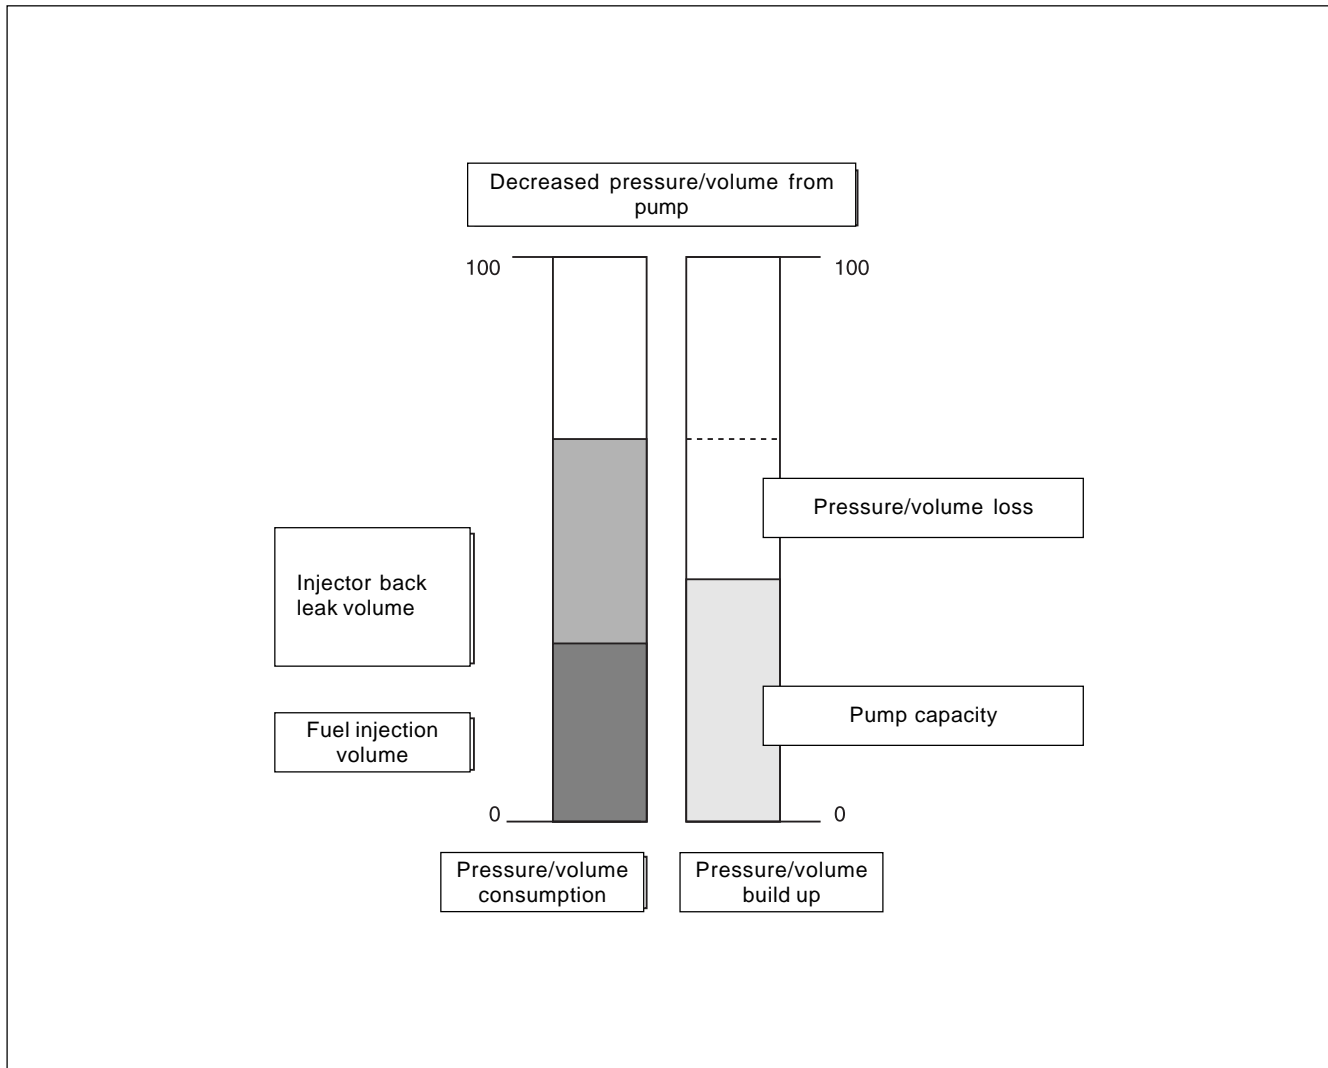 Decreased pressure/volume from
pump
100
100
Pressure/volume loss
Injector back
leak volume
Pump capacity
Fuel injection
volume
0
0
Pressure/volume
consumption
Pressure/volume
build up